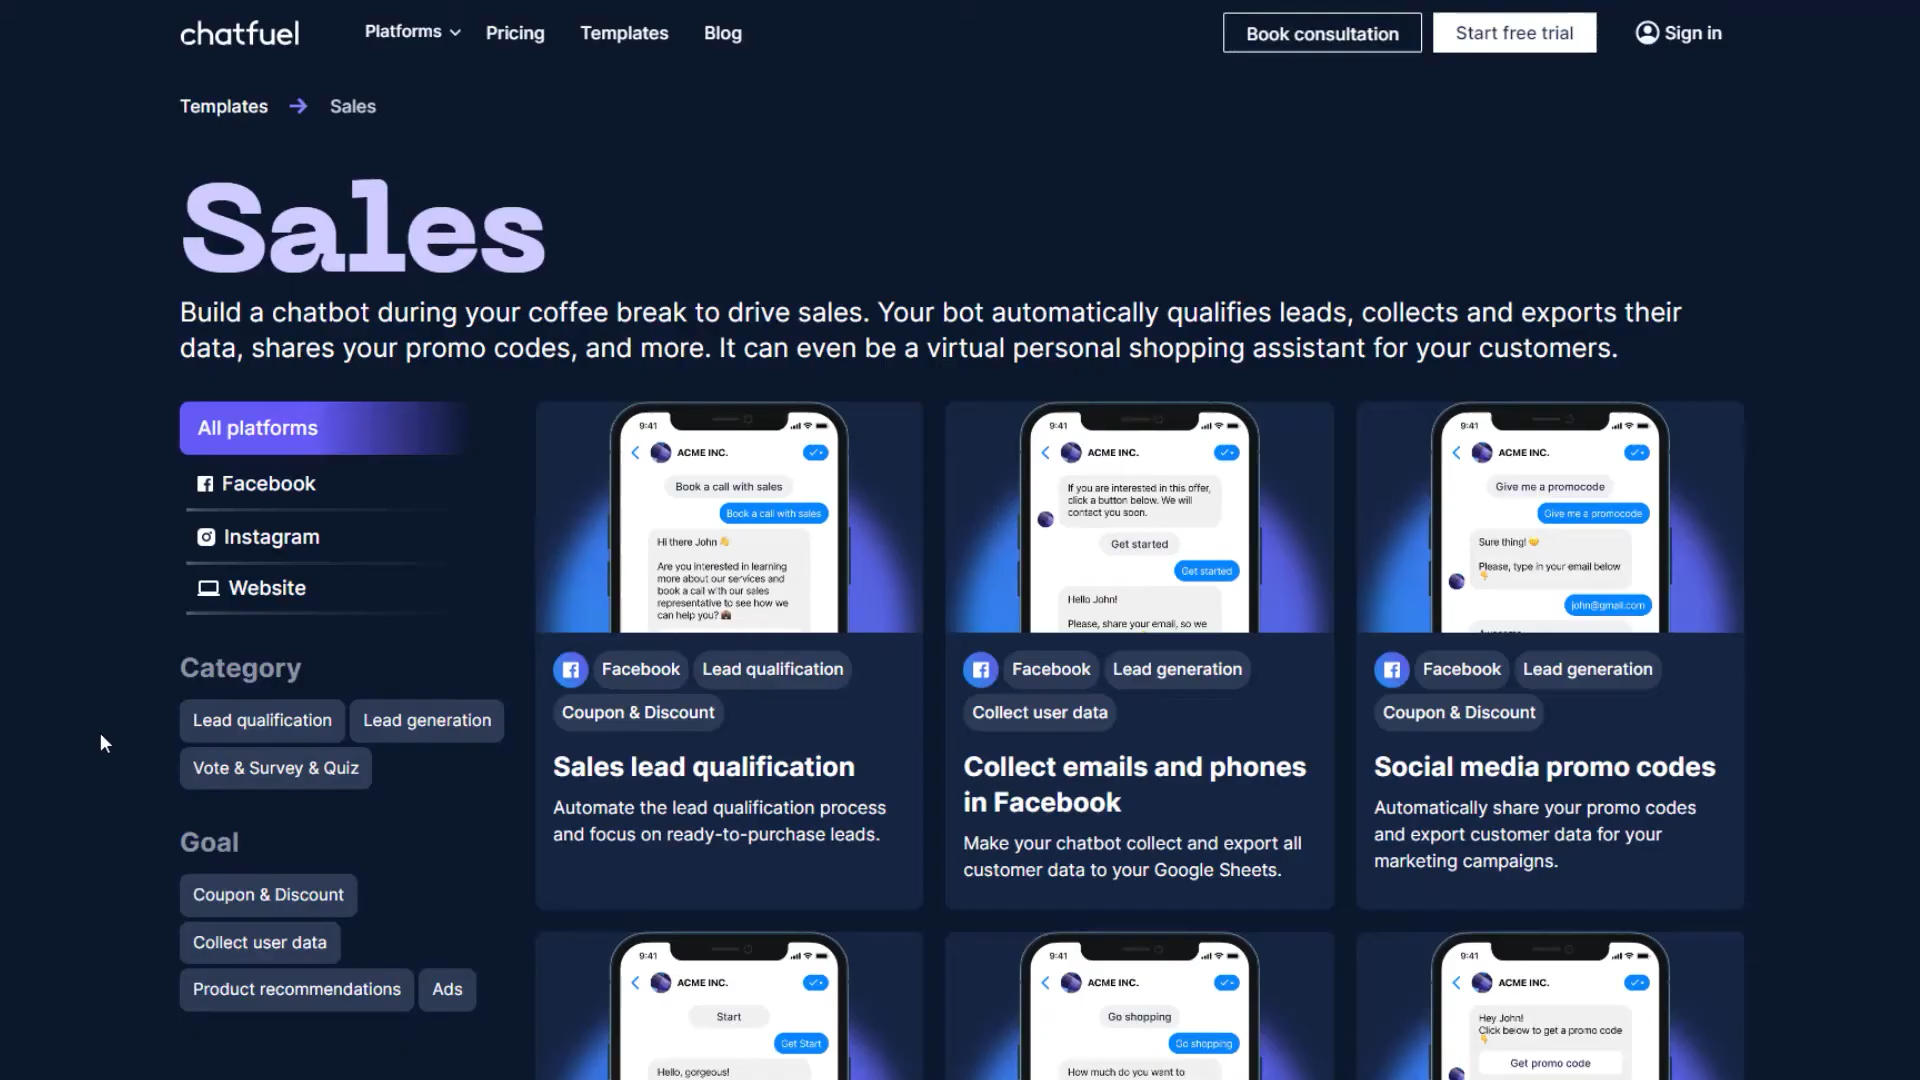 chatfuel
Platforms
Pricing
Templates
Blog
Book consultation
Start free trial
Sign in
Templates
Sales
Sales
Build a chatbot during your coffee break to drive sales. Your bot automatically qualifies leads, collects and exports their
data, shares your promo codes, and more. It can even be a virtual personal shopping assistant for your customers.
All platforms
Facebook
Instagram
Website
Category
Lead qualification
Lead generation
Vote & Survey & Quiz
Goal
Coupon & Discount
Collect user data
Product recommendations
Ads
9:41
ACME INC.
Book a call with sales
Book a call with sales
Hi there John
Are you interested in learning
more about our services and
book a call with our sales
representative to see how we
can help you?
Facebook
Lead qualification
Coupon & Discount
Sales lead qualification
Automate the lead qualification process
and focus on ready-to-purchase leads.
9:41
ACME INC.
If you are interested in this offer,
click a button below. We will
contact you soon.
Get started
Get started
Hello John!
Please, share your email, so we
Facebook
Lead generation
Collect user data
Collect emails and phones
in Facebook
Make your chatbot collect and export all
customer data to your Google Sheets.
9:41
ACME INC.
Give me a promocode
Give me a promocode
Sure thing!
Please, type in your email below
john@gmail.com
Facebook
Lead generation
Coupon & Discount
Social media promo codes
Automatically share your promo codes
and export customer data for your
marketing campaigns.
9:41
ACME INC.
Start
Get Start
Hello, gorgeous!
9:41
ACME INC.
Go shopping
Go shopping
How much do you want to
9:41
ACME INC.
Hey John!
Click below to get a promo code
Get promo code